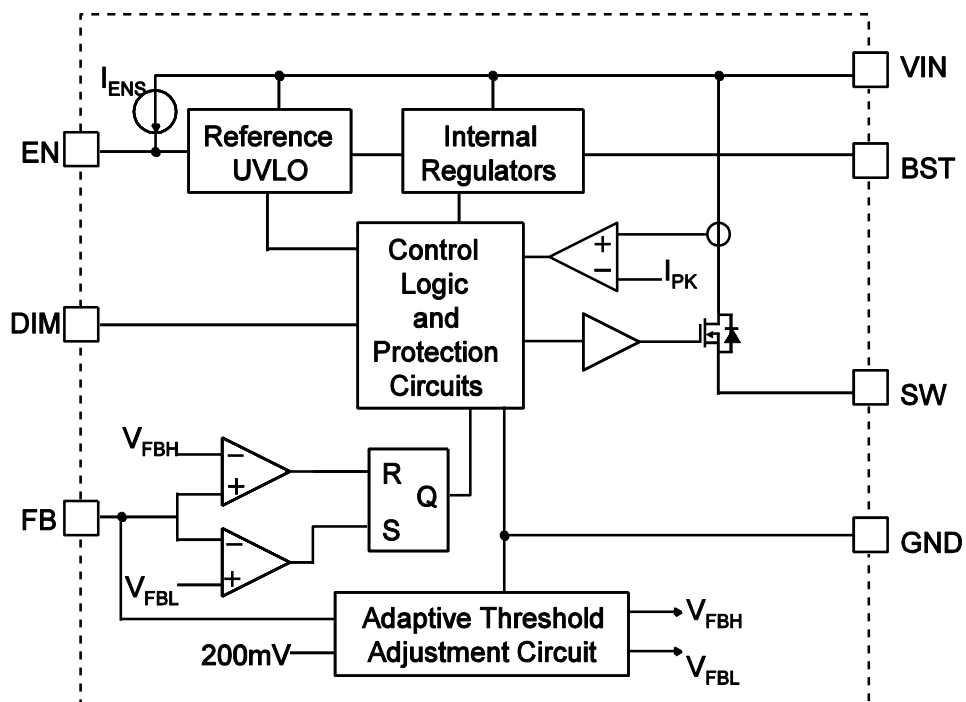 I_ENS
VIN
EN
Reference
UVLO
Internal
Regulators
BST
Control
Logic
and
Protection
Circuits
+
−
I_PK
DIM
SW
V_FBH
−
+
R
Q
S
FB
−
+
V_FBL
GND
Adaptive Threshold
Adjustment Circuit
200mV
V_FBH
V_FBL